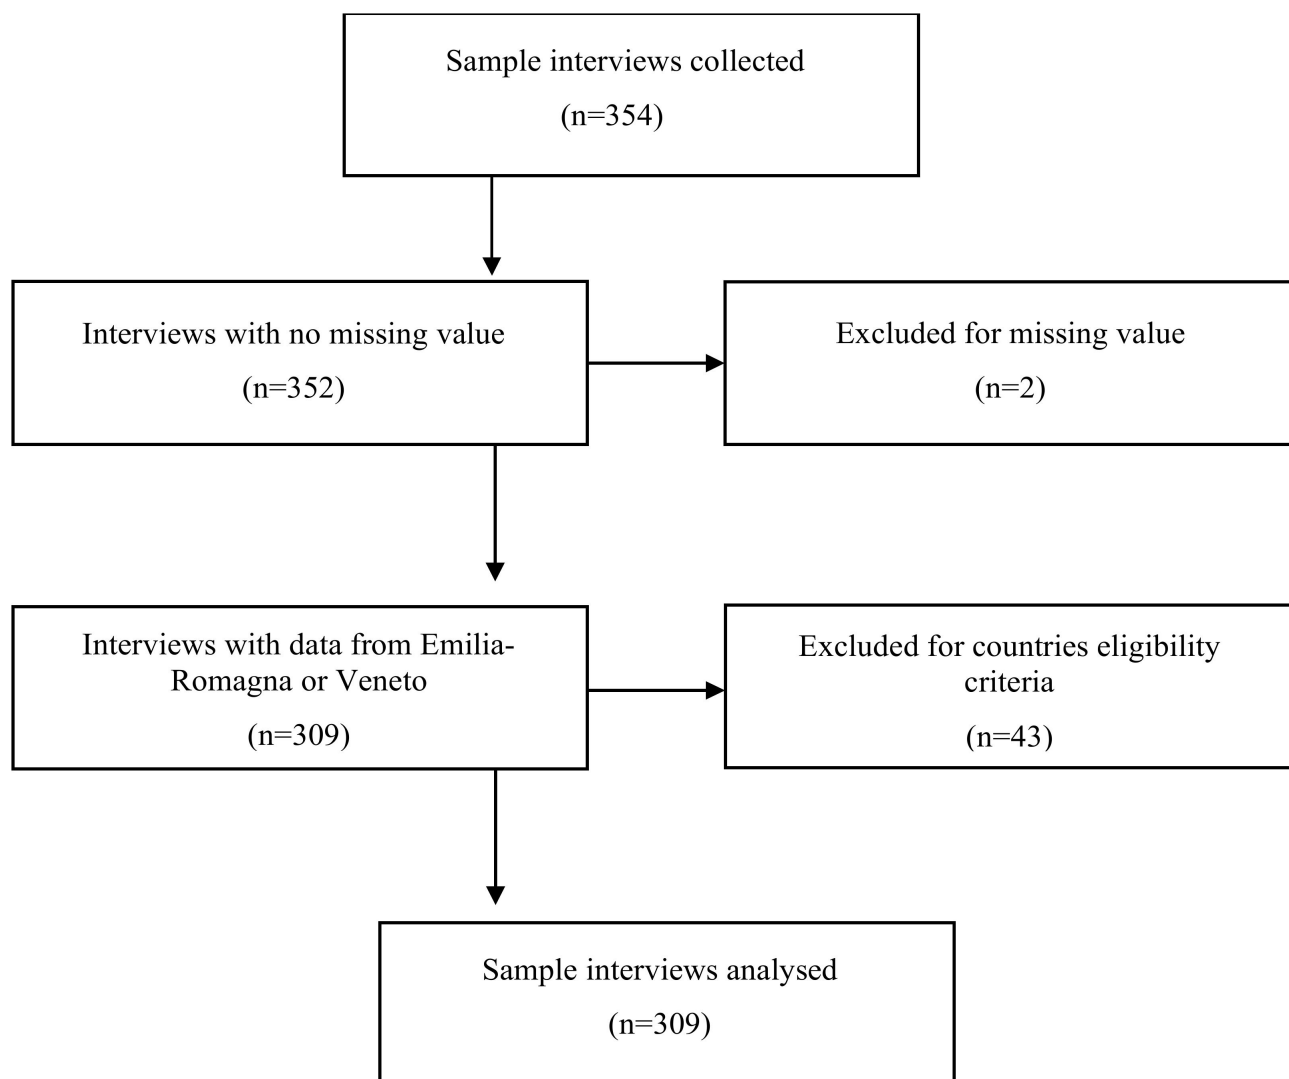 Sample interviews collected
(n=354)
Interviews with no missing value
(n=352)
Excluded for missing value
(n=2)
Interviews with data from Emilia-
Romagna or Veneto
(n=309)
Excluded for countries eligibility
criteria
(n=43)
Sample interviews analysed
(n=309)